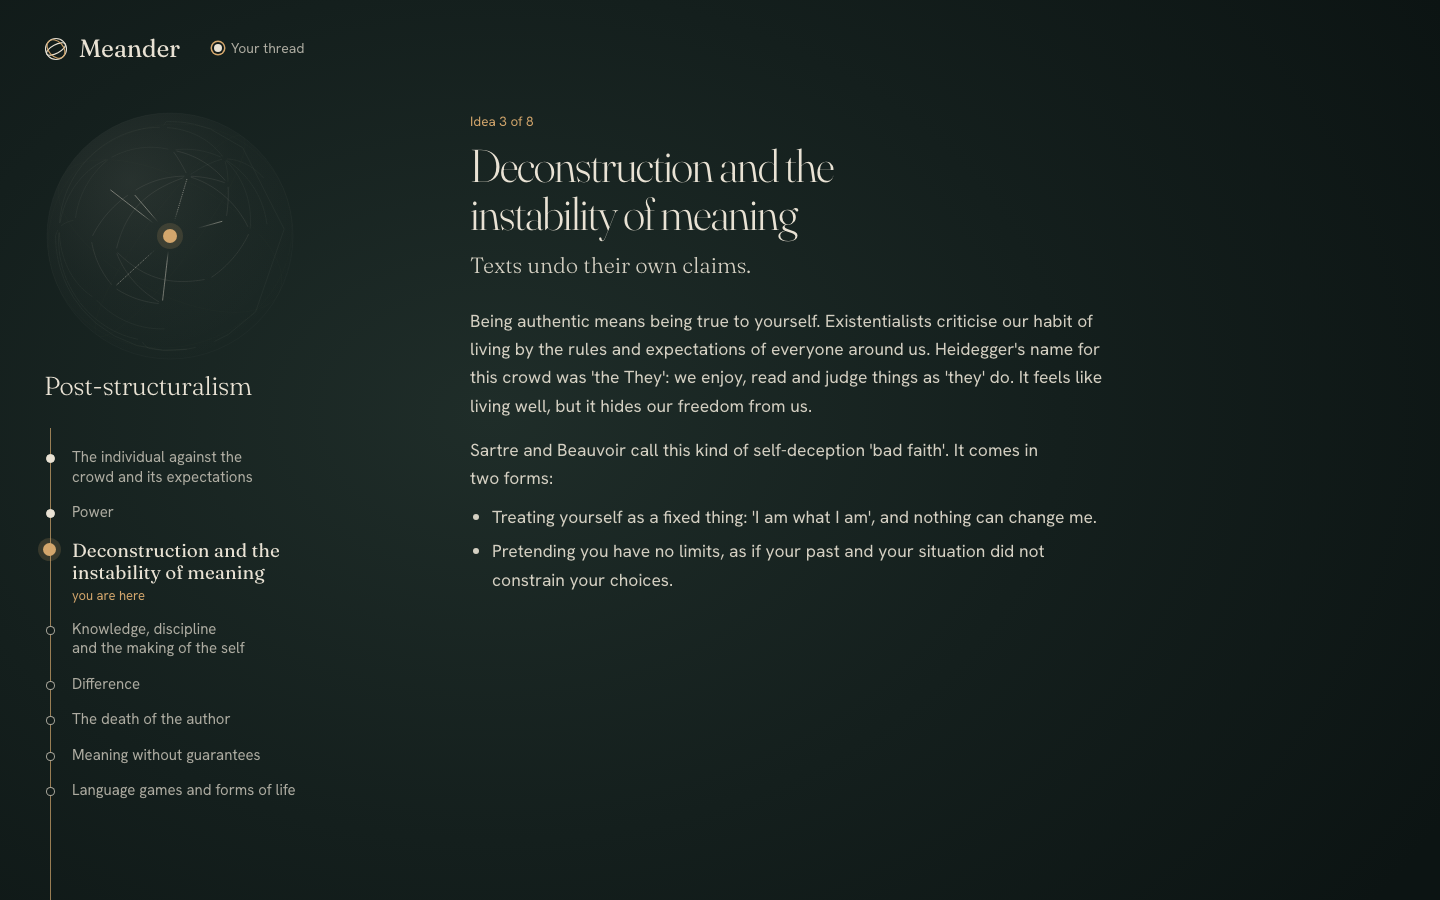 Meander
Your thread
Idea 3 of 8
Deconstruction and the
instability of meaning
Texts undo their own claims.
Being authentic means being true to yourself. Existentialists criticise our habit of
living by the rules and expectations of everyone around us. Heidegger's name for
this crowd was 'the They': we enjoy, read and judge things as 'they' do. It feels like
living well, but it hides our freedom from us.
Sartre and Beauvoir call this kind of self-deception 'bad faith'. It comes in
two forms:
• Treating yourself as a fixed thing: 'I am what I am', and nothing can change me.
• Pretending you have no limits, as if your past and your situation did not
constrain your choices.
Post-structuralism
The individual against the
crowd and its expectations
Power
Deconstruction and the
instability of meaning
you are here
Knowledge, discipline
and the making of the self
Difference
The death of the author
Meaning without guarantees
Language games and forms of life